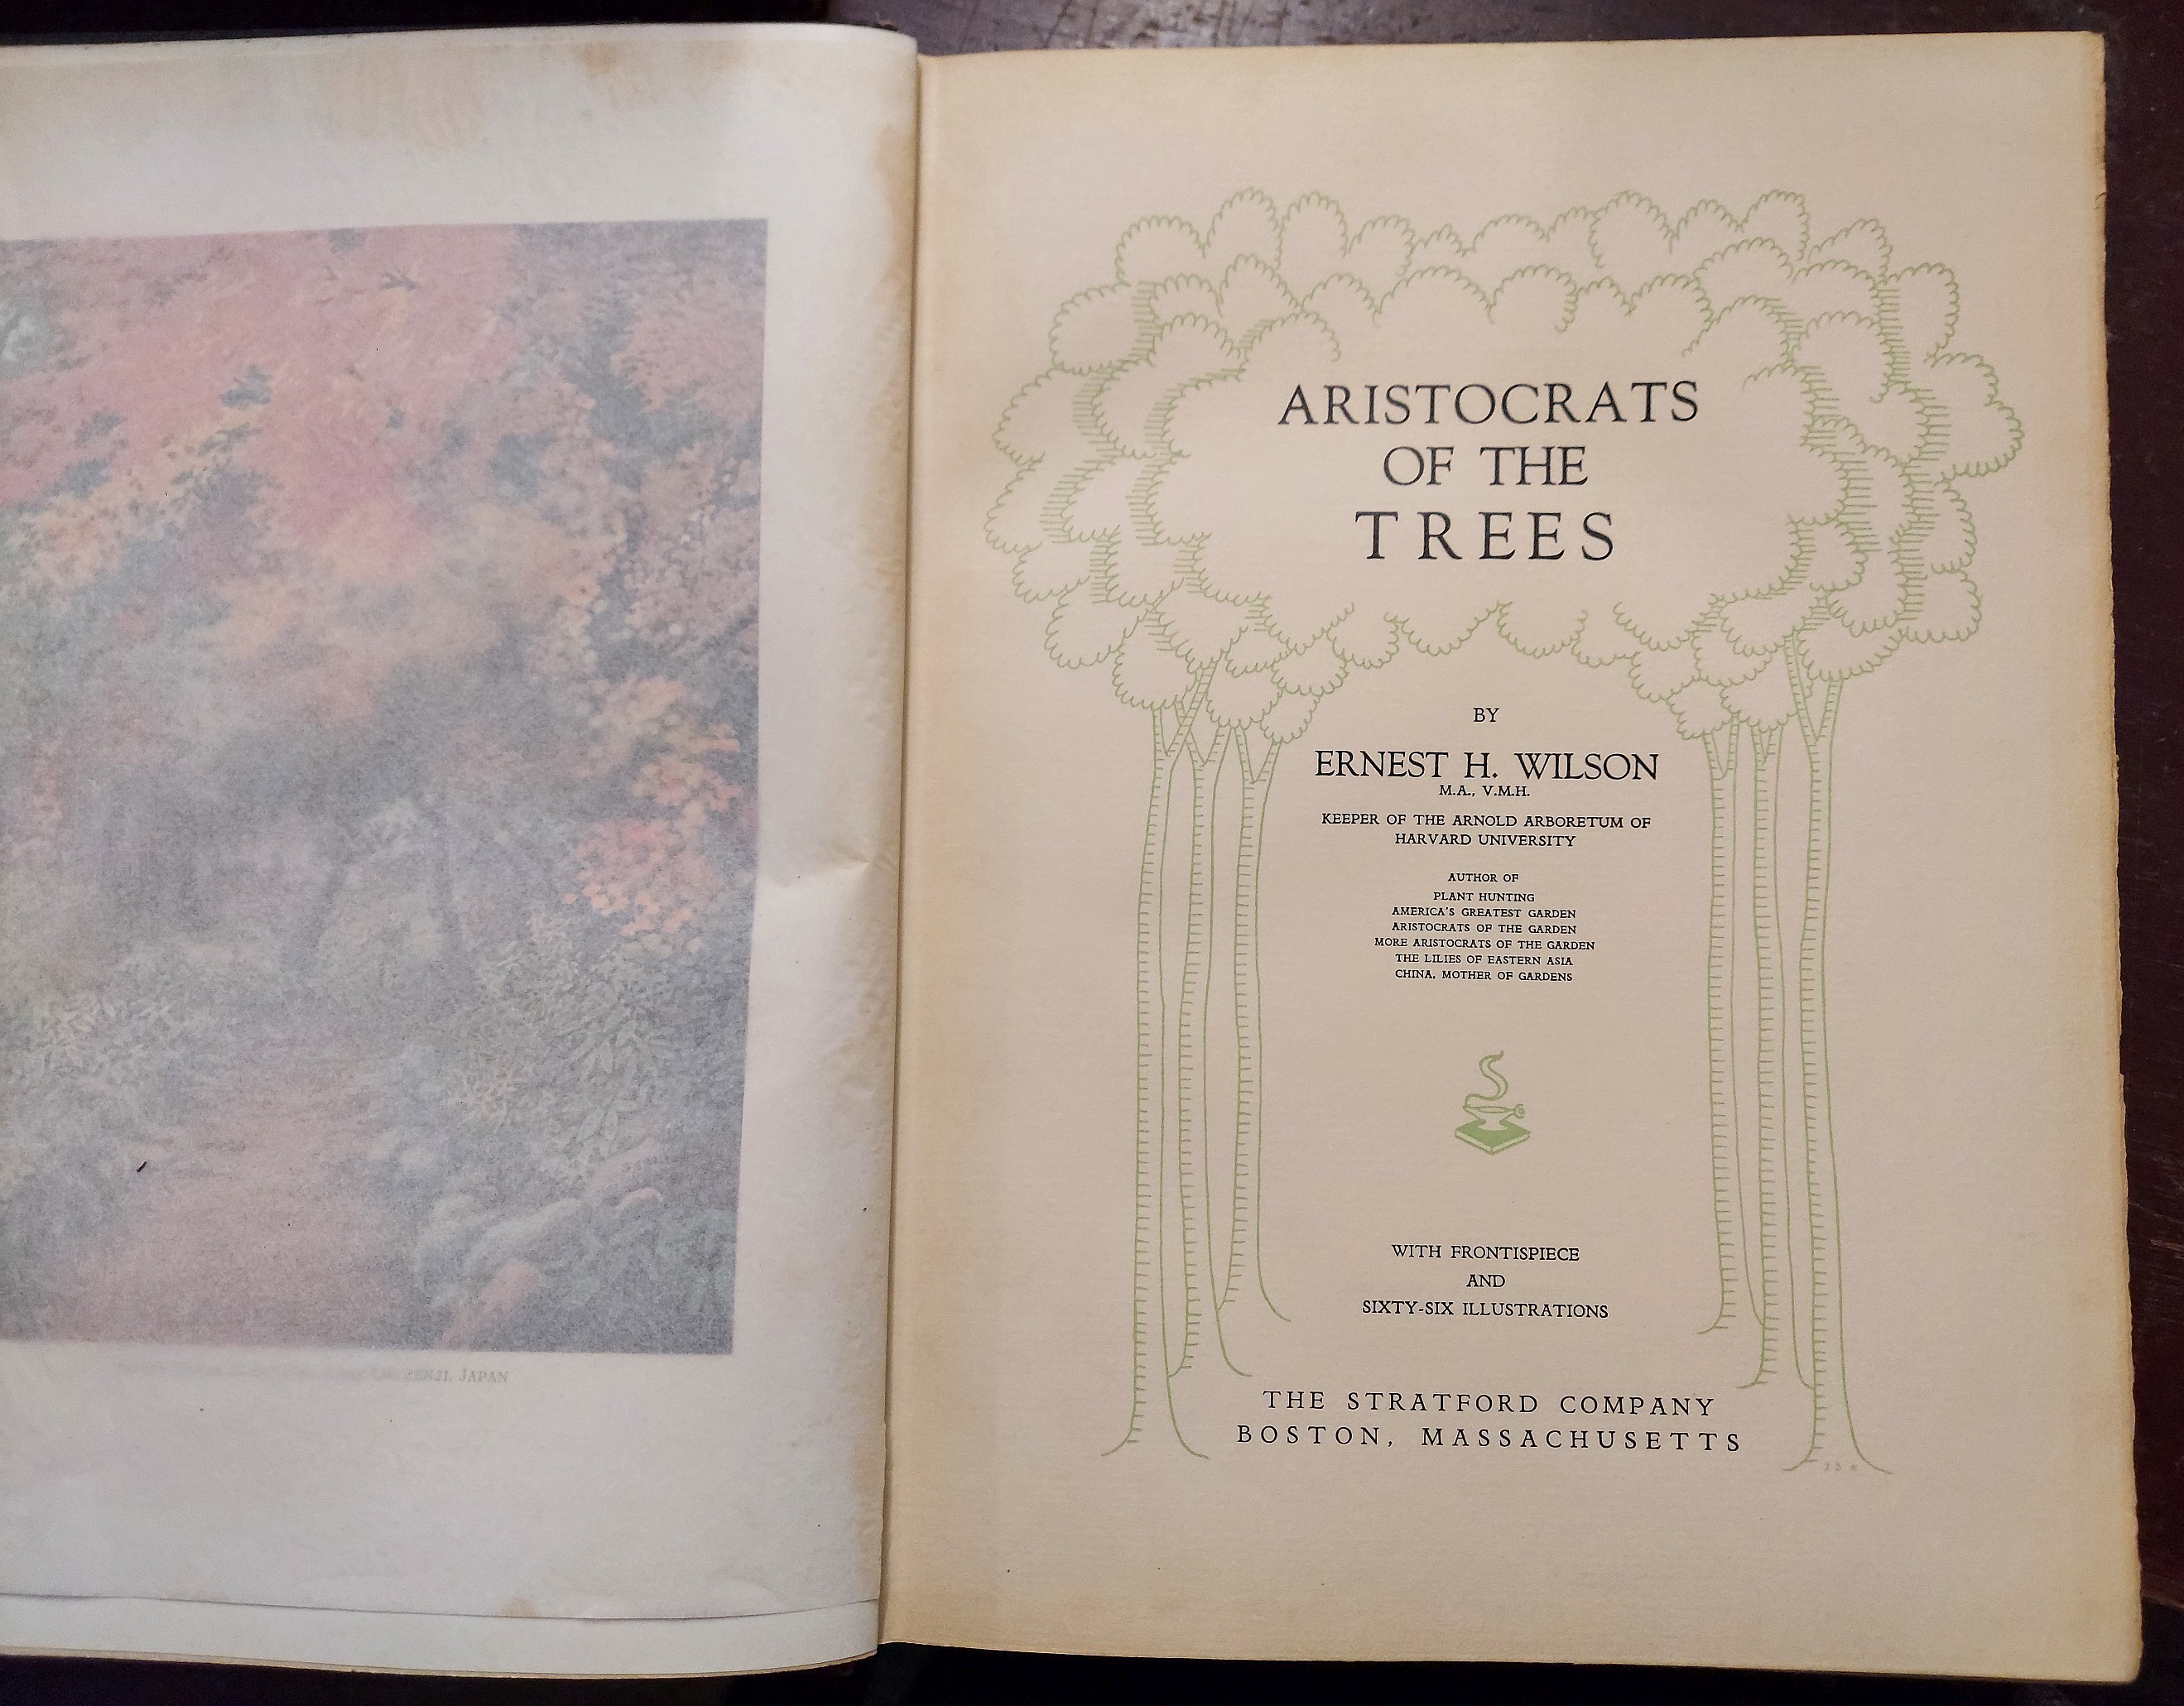 JAPAN
ARISTOCRATS
OF THE
TREES
BY
ERNEST H. WILSON
M.A., V.M.H.
KEEPER OF THE ARNOLD ARBORETUM OF
HARVARD UNIVERSITY
AUTHOR OF
PLANT HUNTING
AMERICA'S GREATEST GARDEN
ARISTOCRATS OF THE GARDEN
MORE ARISTOCRATS OF THE GARDEN
THE LILIES OF EASTERN ASIA
CHINA, MOTHER OF GARDENS
WITH FRONTISPIECE
AND
SIXTY-SIX ILLUSTRATIONS
THE STRATFORD COMPANY
BOSTON, MASSACHUSETTS